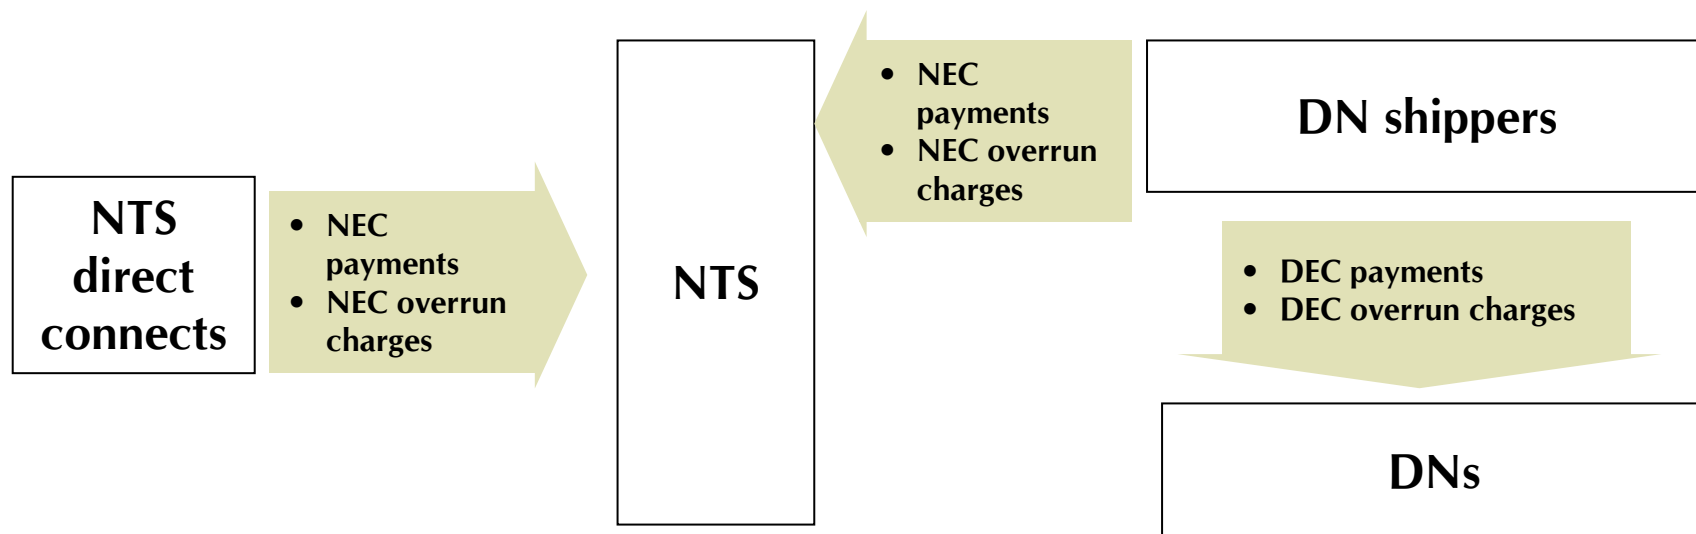 NTS
direct
connects
• NEC
payments
• NEC overrun
charges
NTS
• NEC
payments
• NEC overrun
charges
DN shippers
• DEC payments
• DEC overrun charges
DNs